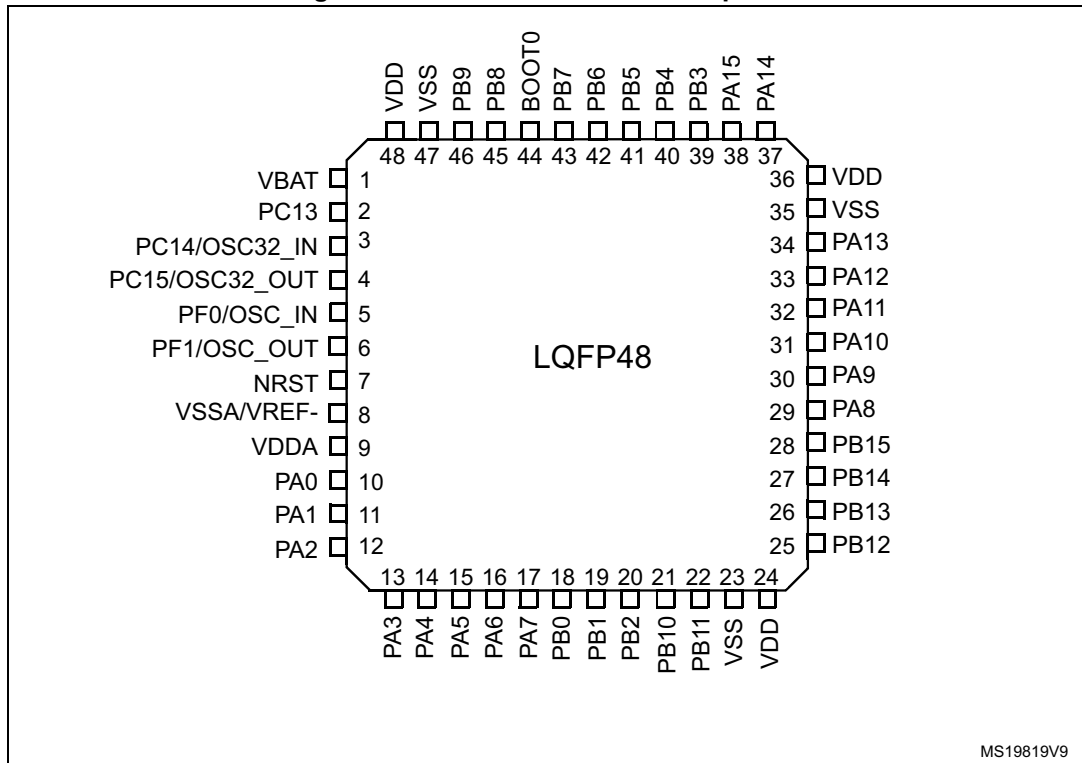 VDD
VSS
PB9
PB8
BOOT0
PB7
PB6
PB5
PB4
PB3
PA15
PA14
48 47 46 45 44 43 42 41 40 39 38 37
VBAT 1
PC13 2
PC14/OSC32_IN 3
PC15/OSC32_OUT 4
PF0/OSC_IN 5
PF1/OSC_OUT 6
NRST 7
VSSA/VREF- 8
VDDA 9
PA0 10
PA1 11
PA2 12
LQFP48
36 VDD
35 VSS
34 PA13
33 PA12
32 PA11
31 PA10
30 PA9
29 PA8
28 PB15
27 PB14
26 PB13
25 PB12
13 14 15 16 17 18 19 20 21 22 23 24
PA3
PA4
PA5
PA6
PA7
PB0
PB1
PB2
PB10
PB11
VSS
VDD
MS19819V9